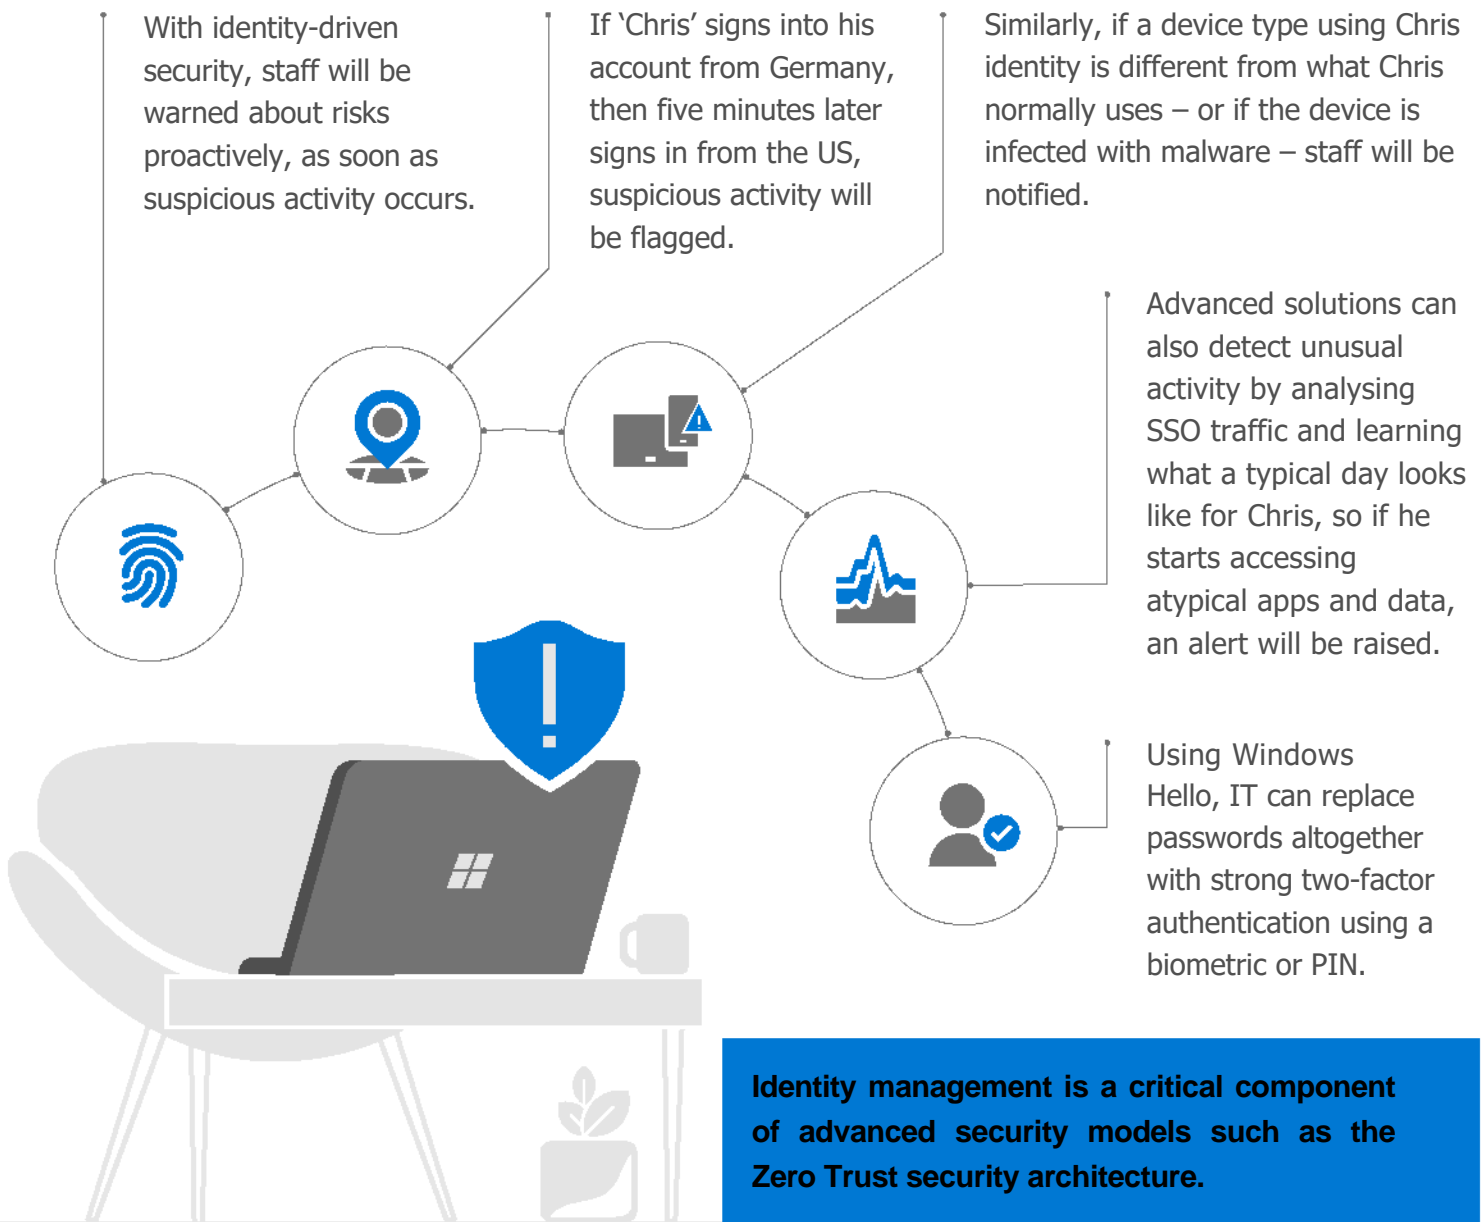 With identity-driven
security, staff will be
warned about risks
proactively, as soon as
suspicious activity occurs.
If ‘Chris’ signs into his
account from Germany,
then five minutes later
signs in from the US,
suspicious activity will
be flagged.
Similarly, if a device type using Chris
identity is different from what Chris
normally uses – or if the device is
infected with malware – staff will be
notified.
Advanced solutions can
also detect unusual
activity by analysing
SSO traffic and learning
what a typical day looks
like for Chris, so if he
starts accessing
atypical apps and data,
an alert will be raised.
Using Windows
Hello, IT can replace
passwords altogether
with strong two-factor
authentication using a
biometric or PIN.
Identity management is a critical component
of advanced security models such as the
Zero Trust security architecture.